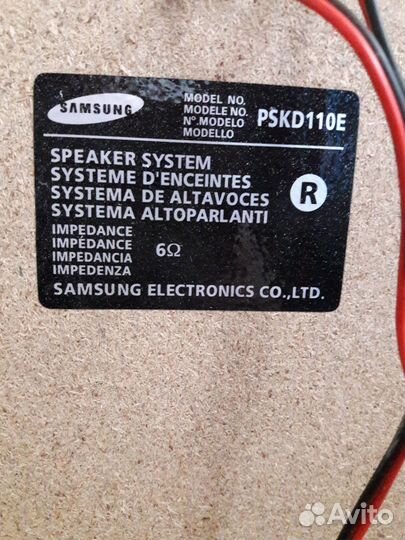 SAMSUNG
MODEL NO.
MODELE NO.
N°.MODELO
MODELLO
PSKD110E
SPEAKER SYSTEM
SYSTEME D'ENCEINTES
SYSTEMA DE ALTAVOCES
SYSTEMA ALTOPARLANTI
R
IMPEDANCE
IMPÉDANCE
IMPEDANCIA
IMPEDENZA
6Ω
SAMSUNG ELECTRONICS CO.,LTD.
Avito